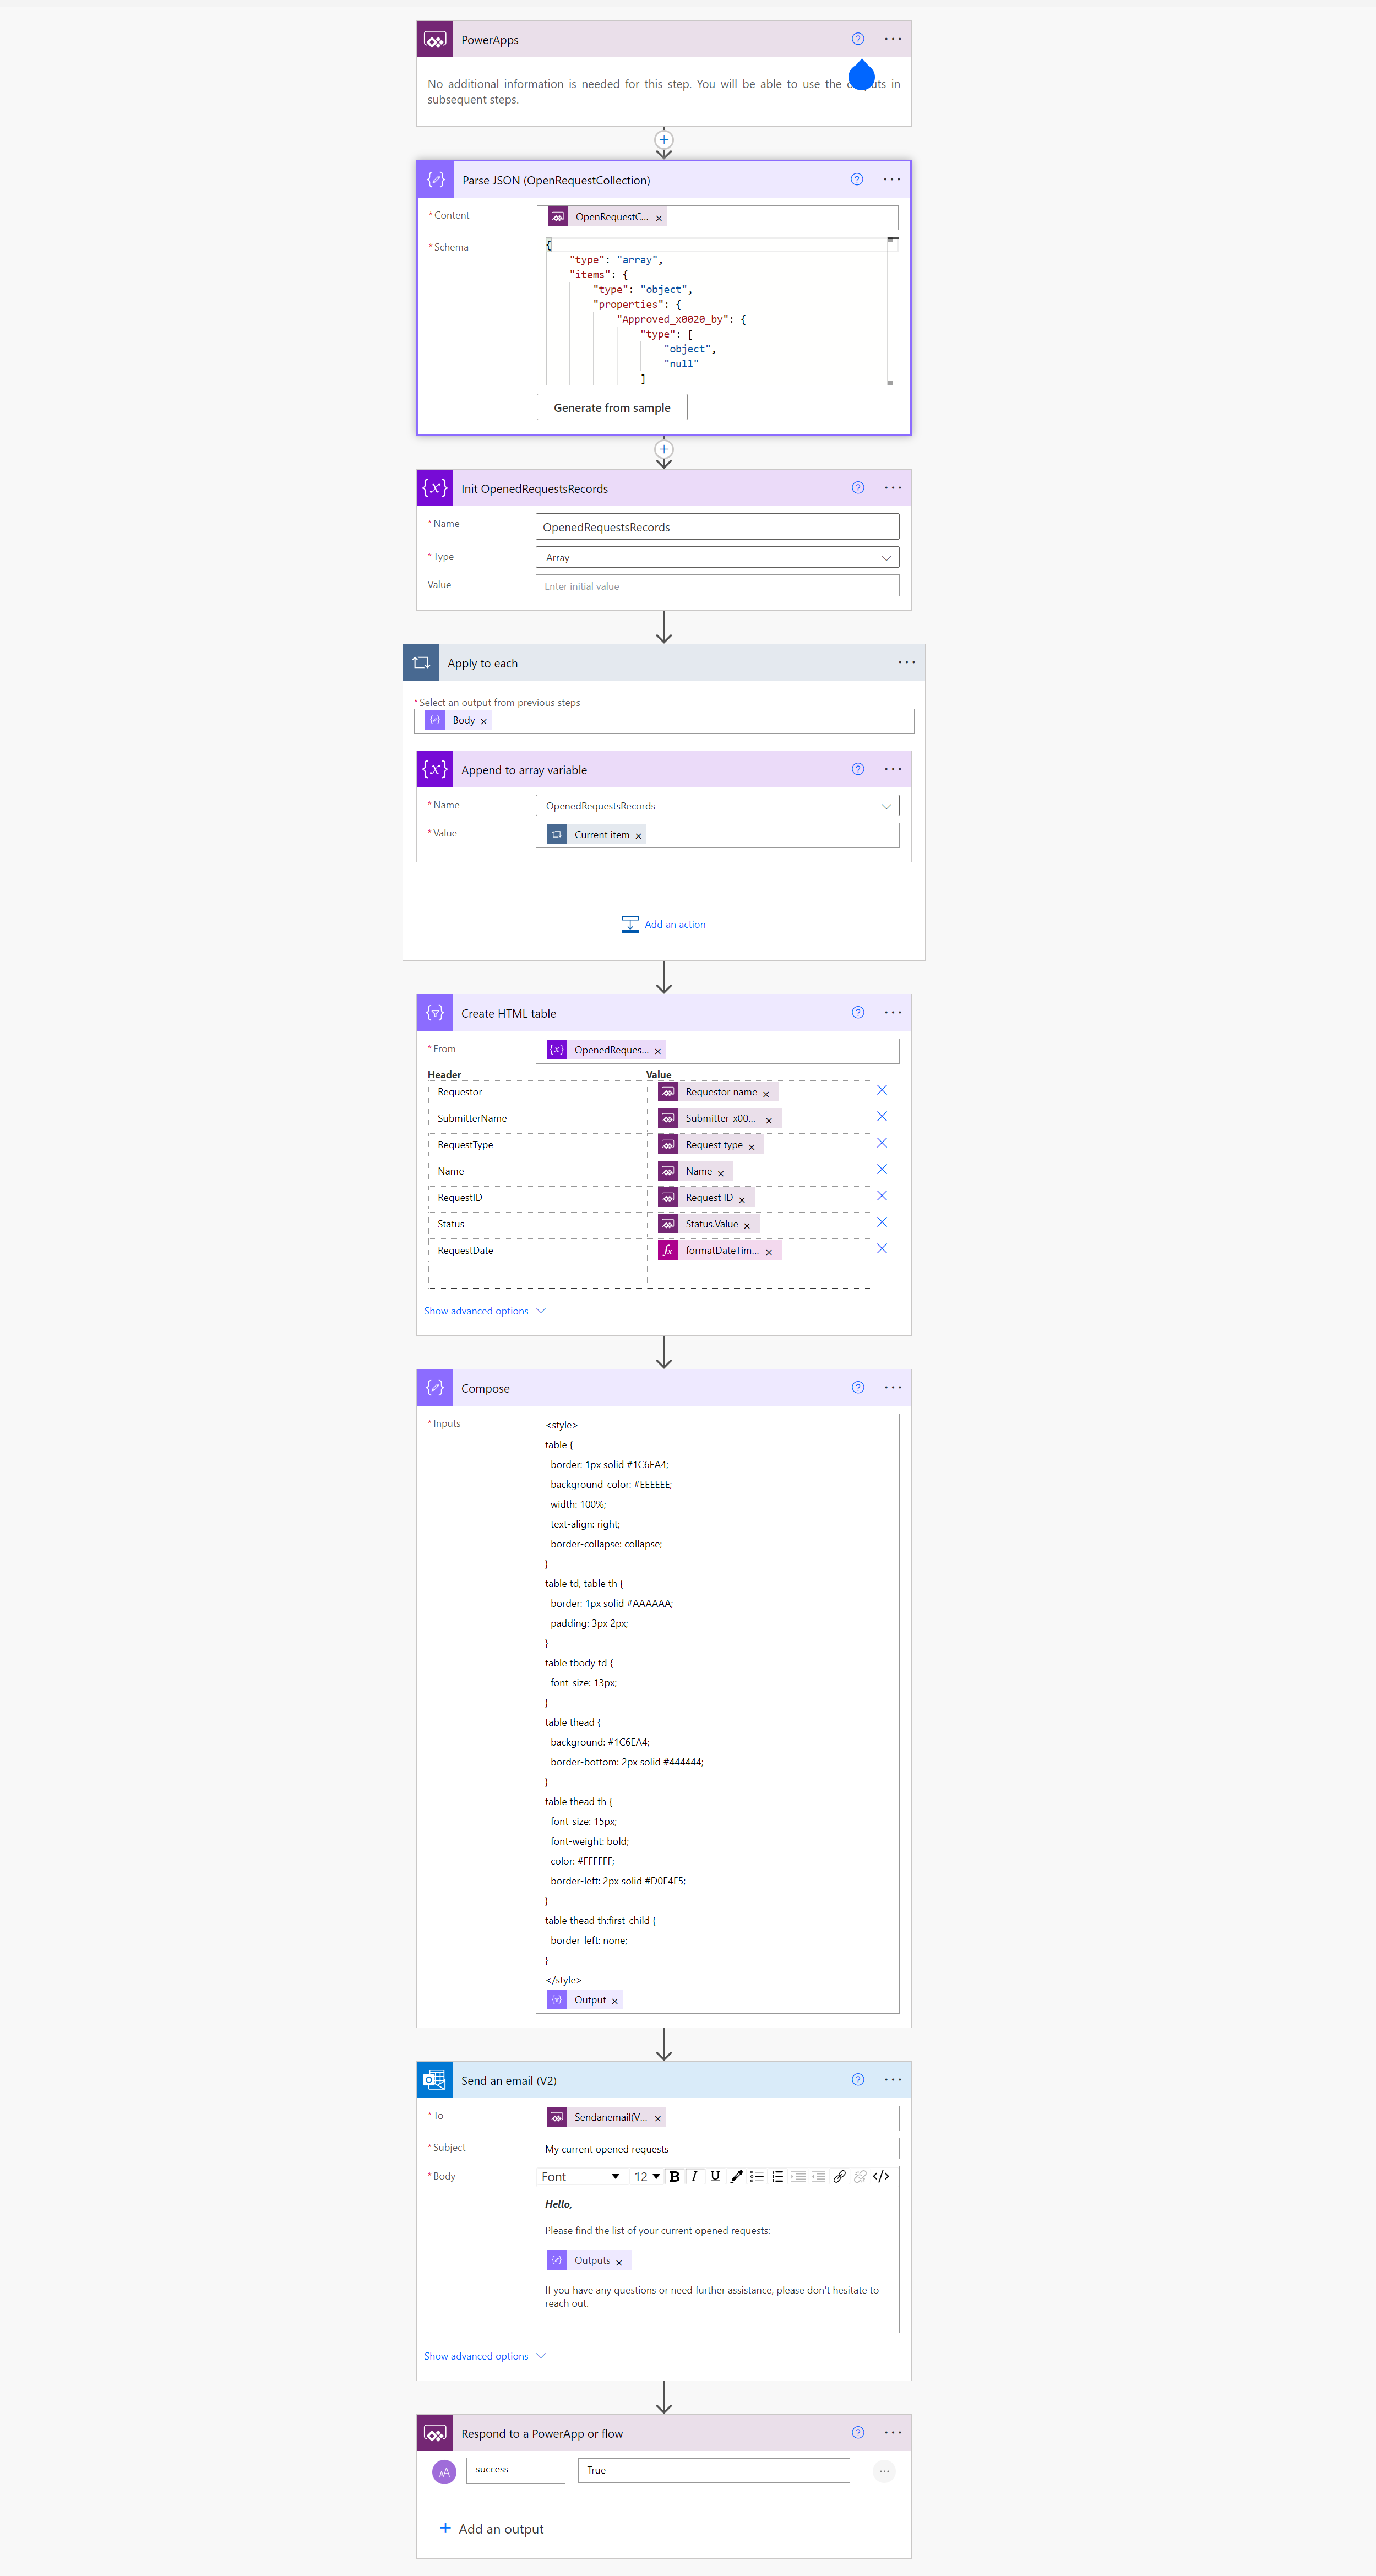 PowerApps
No additional information is needed for this step. You will be able to use the uts in
subsequent steps.
Parse JSON (OpenRequestCollection)
* Content
OpenRequestC... ×
* Schema
{
"type": "array",
"items": {
"type": "object",
"properties": {
"Approved_x0020_by": {
"type": [
"object",
"null"
]
Generate from sample
Init OpenedRequestsRecords
* Name
OpenedRequestsRecords
* Type
Array
Value
Enter initial value
Apply to each
* Select an output from previous steps
Body ×
Append to array variable
* Name
OpenedRequestsRecords
* Value
Current item ×
Add an action
Create HTML table
* From
OpenedReques... ×
Header Value
Requestor Requestor name ×
SubmitterName Submitter_x00... ×
RequestType Request type ×
Name Name ×
RequestID Request ID ×
Status Status.Value ×
RequestDate formatDateTim... ×
Show advanced options
Compose
* Inputs
<style>
table {
border: 1px solid #1C6EA4;
background-color: #EEEEEE;
width: 100%;
text-align: right;
border-collapse: collapse;
}
table td, table th {
border: 1px solid #AAAAAA;
padding: 3px 2px;
}
table tbody td {
font-size: 13px;
}
table thead {
background: #1C6EA4;
border-bottom: 2px solid #444444;
}
table thead th {
font-size: 15px;
font-weight: bold;
color: #FFFFFF;
border-left: 2px solid #D0E4F5;
}
table thead th:first-child {
border-left: none;
}
</style>
Output ×
Send an email (V2)
* To
Sendanemail(V... ×
* Subject
My current opened requests
* Body
Font 12 B I U </>
Hello,
Please find the list of your current opened requests:
Outputs ×
If you have any questions or need further assistance, please don't hesitate to
reach out.
Show advanced options
Respond to a PowerApp or flow
success True
+ Add an output